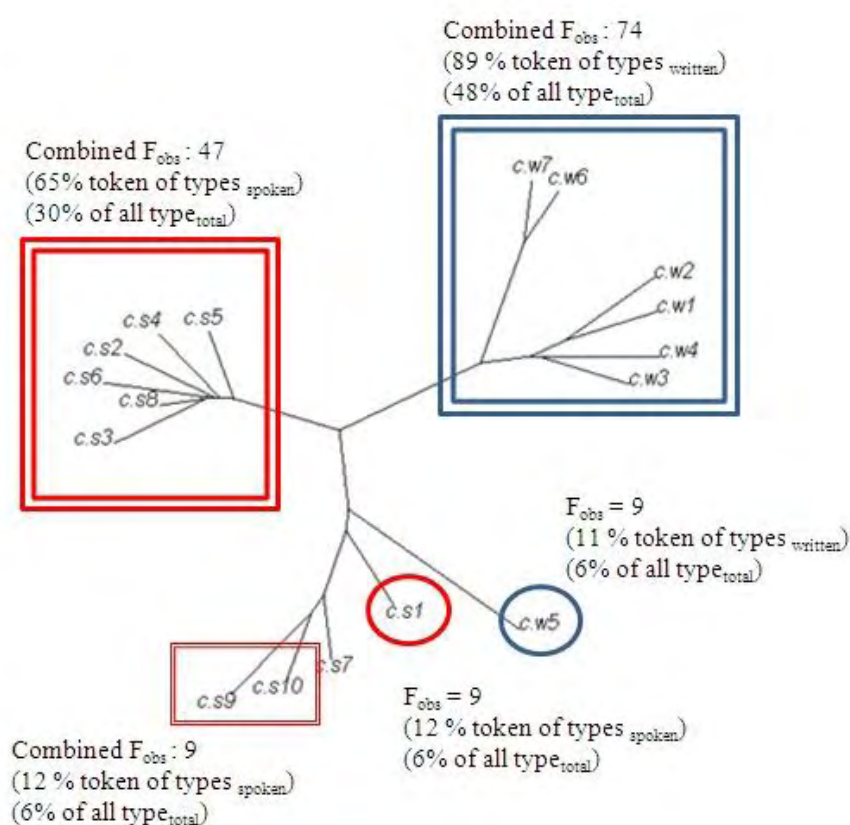 Combined Fobs : 74
(89 % token of types written)
(48% of all typetotal)
Combined Fobs : 47
(65% token of types spoken)
(30% of all typetotal)
c.w7
c.w6
c.w2
c.w1
c.w4
c.w3
c.s4
c.s5
c.s2
c.s6
c.s8
c.s3
Fobs = 9
(11 % token of types written)
(6% of all typetotal)
c.s1
c.w5
c.s7
c.s10
c.s9
Fobs = 9
(12 % token of types spoken)
(6% of all typetotal)
Combined Fobs : 9
(12 % token of types spoken)
(6% of all typetotal)